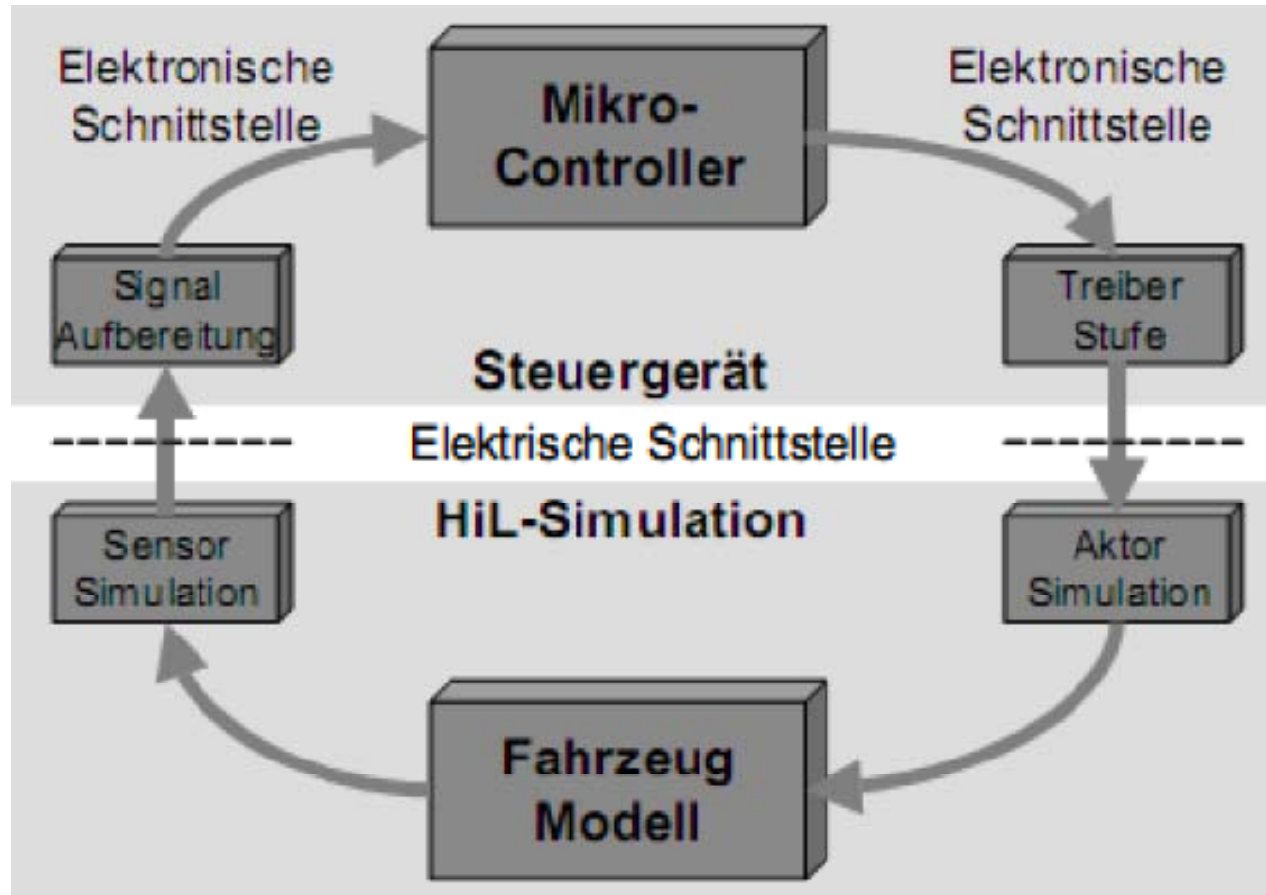 Elektronische
Schnittstelle
Mikro-
Controller
Elektronische
Schnittstelle
Signal
Aufbereitung
Treiber
Stufe
Steuergerät
Elektrische Schnittstelle
HiL-Simulation
Sensor
Simulation
Aktor
Simulation
Fahrzeug
Modell